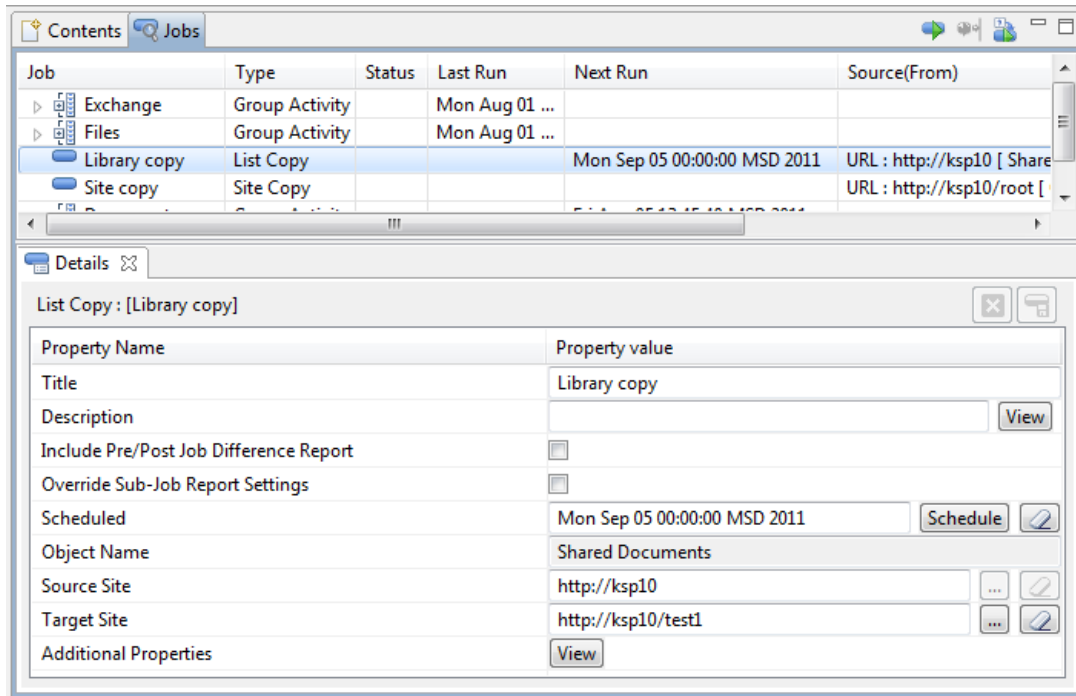 Contents Jobs
Job Type Status Last Run Next Run Source(From)
Exchange Group Activity Mon Aug 01 ...
Files Group Activity Mon Aug 01 ...
Library copy List Copy Mon Sep 05 00:00:00 MSD 2011 URL : http://ksp10 [ Share
Site copy Site Copy URL : http://ksp10/root [
Details
List Copy : [Library copy]
Property Name Property value
Title Library copy
Description View
Include Pre/Post Job Difference Report
Override Sub-Job Report Settings
Scheduled Mon Sep 05 00:00:00 MSD 2011 Schedule
Object Name Shared Documents
Source Site http://ksp10 ...
Target Site http://ksp10/test1 ...
Additional Properties View